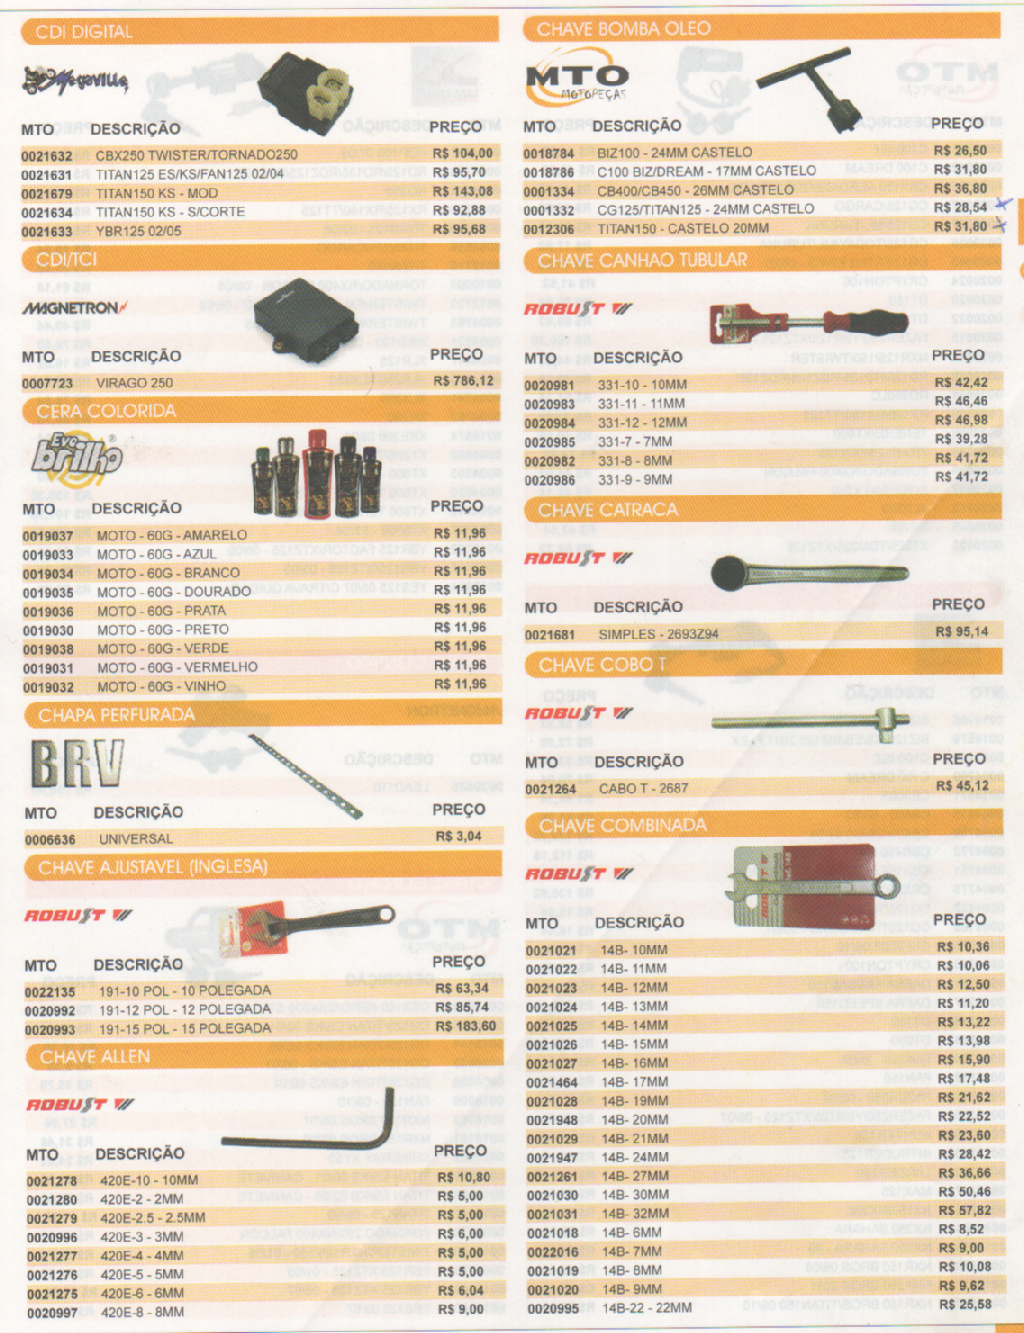 CDI DIGITAL
Megaville
MTO DESCRIÇÃO PREÇO
0021632 CBX250 TWISTER/TORNADO250 R$ 104,00
0021631 TITAN125 ES/KS/FAN125 02/04 R$ 95,70
0021679 TITAN150 KS - MOD R$ 143,08
0021634 TITAN150 KS - S/CORTE R$ 92,88
0021633 YBR125 02/05 R$ 95,68
CDI/TCI
MAGNETRON
MTO DESCRIÇÃO PREÇO
0007723 VIRAGO 250 R$ 786,12
CERA COLORIDA
Eve brilho
MTO DESCRIÇÃO PREÇO
0019037 MOTO - 60G - AMARELO R$ 11,96
0019033 MOTO - 60G - AZUL R$ 11,96
0019034 MOTO - 60G - BRANCO R$ 11,96
0019035 MOTO - 60G - DOURADO R$ 11,96
0019036 MOTO - 60G - PRATA R$ 11,96
0019030 MOTO - 60G - PRETO R$ 11,96
0019038 MOTO - 60G - VERDE R$ 11,96
0019031 MOTO - 60G - VERMELHO R$ 11,96
0019032 MOTO - 60G - VINHO R$ 11,96
CHAPA PERFURADA
BRV
MTO DESCRIÇÃO PREÇO
0006636 UNIVERSAL R$ 3,04
CHAVE AJUSTAVEL (INGLESA)
ROBUST
MTO DESCRIÇÃO PREÇO
0022135 191-10 POL - 10 POLEGADA R$ 63,34
0020992 191-12 POL - 12 POLEGADA R$ 85,74
0020993 191-15 POL - 15 POLEGADA R$ 183,60
CHAVE ALLEN
ROBUST
MTO DESCRIÇÃO PREÇO
0021278 420E-10 - 10MM R$ 10,80
0021280 420E-2 - 2MM R$ 5,00
0021279 420E-2.5 - 2.5MM R$ 5,00
0020996 420E-3 - 3MM R$ 6,00
0021277 420E-4 - 4MM R$ 5,00
0021276 420E-5 - 5MM R$ 5,00
0021275 420E-6 - 6MM R$ 6,04
0020997 420E-8 - 8MM R$ 9,00
CHAVE BOMBA OLEO
MTO
MOTOPEÇAS
MTO DESCRIÇÃO PREÇO
0018784 BIZ100 - 24MM CASTELO R$ 26,50
0018786 C100 BIZ/DREAM - 17MM CASTELO R$ 31,80
0001334 CB400/CB450 - 26MM CASTELO R$ 36,80
0001332 CG125/TITAN125 - 24MM CASTELO R$ 28,54
0012306 TITAN150 - CASTELO 20MM R$ 31,80
CHAVE CANHAO TUBULAR
ROBUST
MTO DESCRIÇÃO PREÇO
0020981 331-10 - 10MM R$ 42,42
0020983 331-11 - 11MM R$ 46,46
0020984 331-12 - 12MM R$ 46,98
0020985 331-7 - 7MM R$ 39,28
0020982 331-8 - 8MM R$ 41,72
0020986 331-9 - 9MM R$ 41,72
CHAVE CATRACA
ROBUST
MTO DESCRIÇÃO PREÇO
0021681 SIMPLES - 2693Z94 R$ 95,14
CHAVE COBO T
ROBUST
MTO DESCRIÇÃO PREÇO
0021264 CABO T - 2687 R$ 45,12
CHAVE COMBINADA
ROBUST
MTO DESCRIÇÃO PREÇO
0021021 14B- 10MM R$ 10,36
0021022 14B- 11MM R$ 10,06
0021023 14B- 12MM R$ 12,50
0021024 14B- 13MM R$ 11,20
0021025 14B- 14MM R$ 13,22
0021026 14B- 15MM R$ 13,98
0021027 14B- 16MM R$ 15,90
0021464 14B- 17MM R$ 17,48
0021028 14B- 19MM R$ 21,62
0021948 14B- 20MM R$ 22,52
0021029 14B- 21MM R$ 23,60
0021947 14B- 24MM R$ 28,42
0021261 14B- 27MM R$ 36,66
0021030 14B- 30MM R$ 50,46
0021031 14B- 32MM R$ 57,82
0021018 14B- 6MM R$ 8,52
0022016 14B- 7MM R$ 9,00
0021019 14B- 8MM R$ 10,08
0021020 14B- 9MM R$ 9,62
0020995 14B-22 - 22MM R$ 25,58